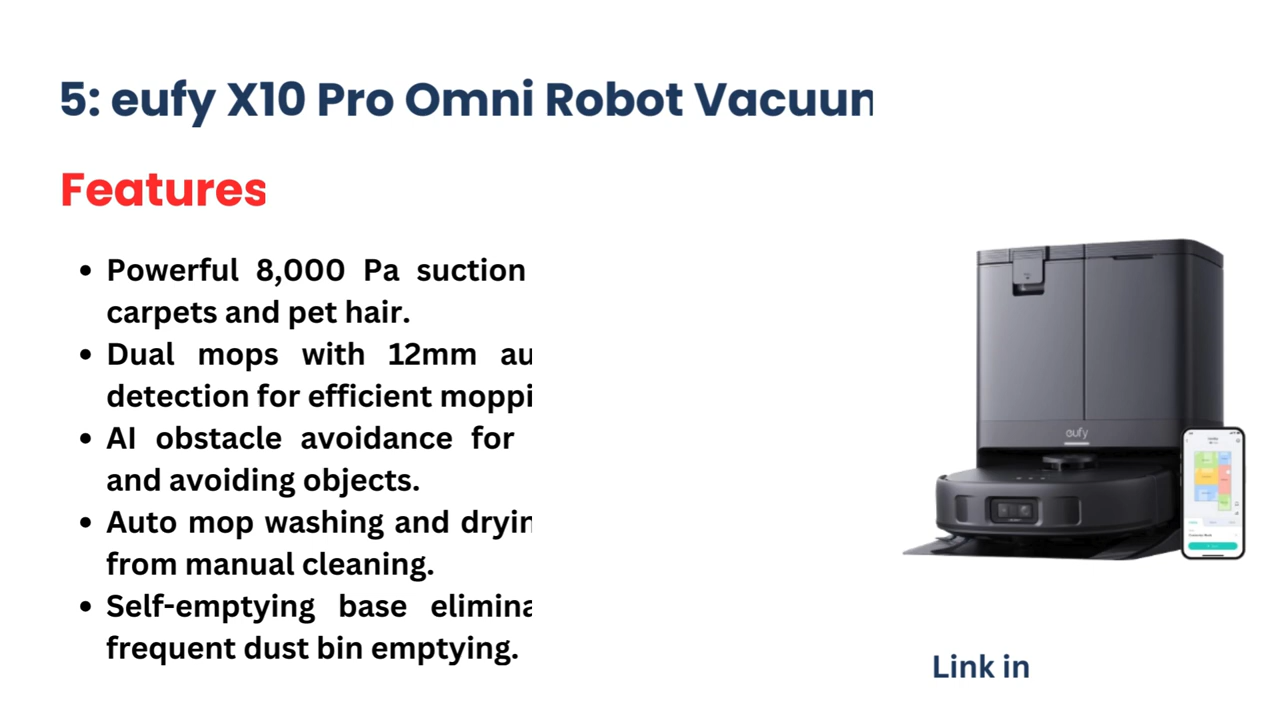 5: eufy X10 Pro Omni Robot Vacuum
Features
• Powerful 8,000 Pa suction
carpets and pet hair.
• Dual mops with 12mm au
detection for efficient moppi
• AI obstacle avoidance for
and avoiding objects.
• Auto mop washing and dryin
from manual cleaning.
• Self-emptying base elimina
frequent dust bin emptying.
eufy
Link in